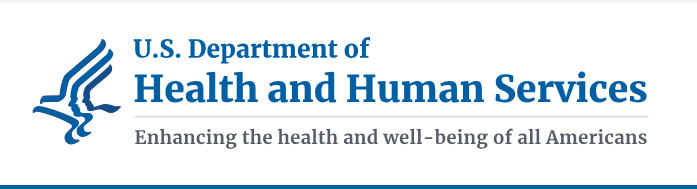 U.S. Department of
Health and Human Services
Enhancing the health and well-being of all Americans